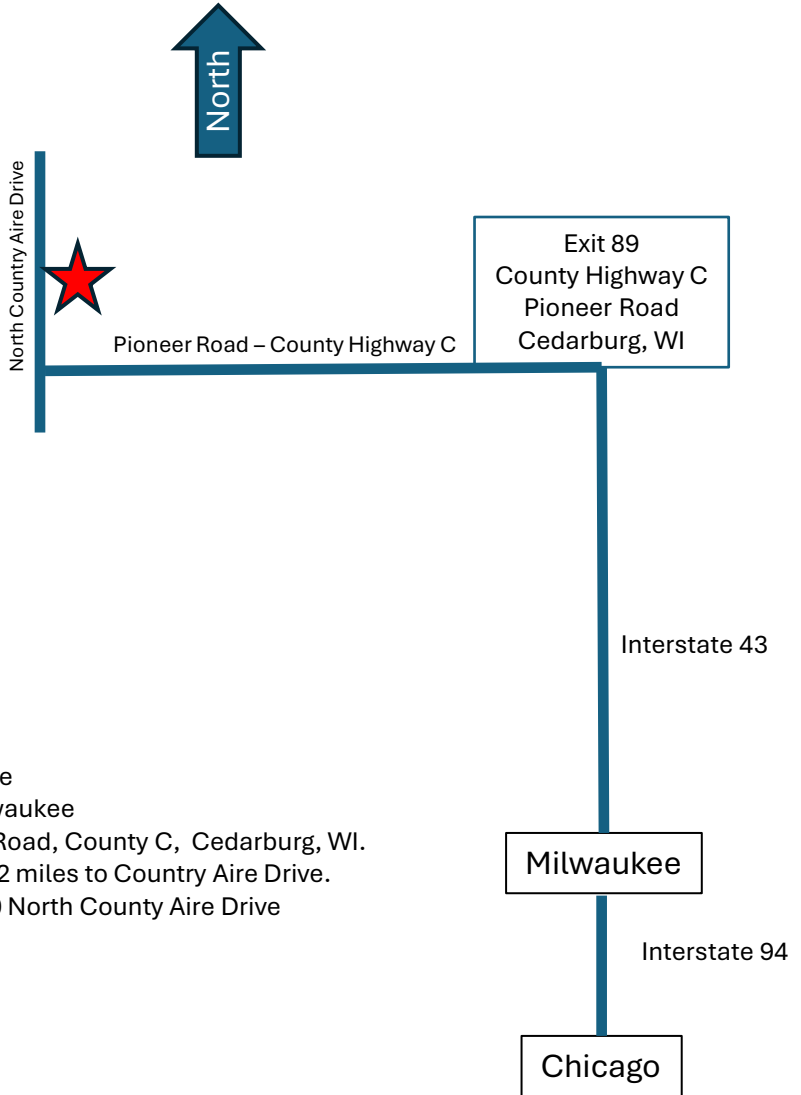 North
North Country Aire Drive
Exit 89
County Highway C
Pioneer Road
Cedarburg, WI
Pioneer Road – County Highway C
Interstate 43
Road, County C, Cedarburg, WI.
2 miles to Country Aire Drive.
North County Aire Drive
Milwaukee
Interstate 94
Chicago